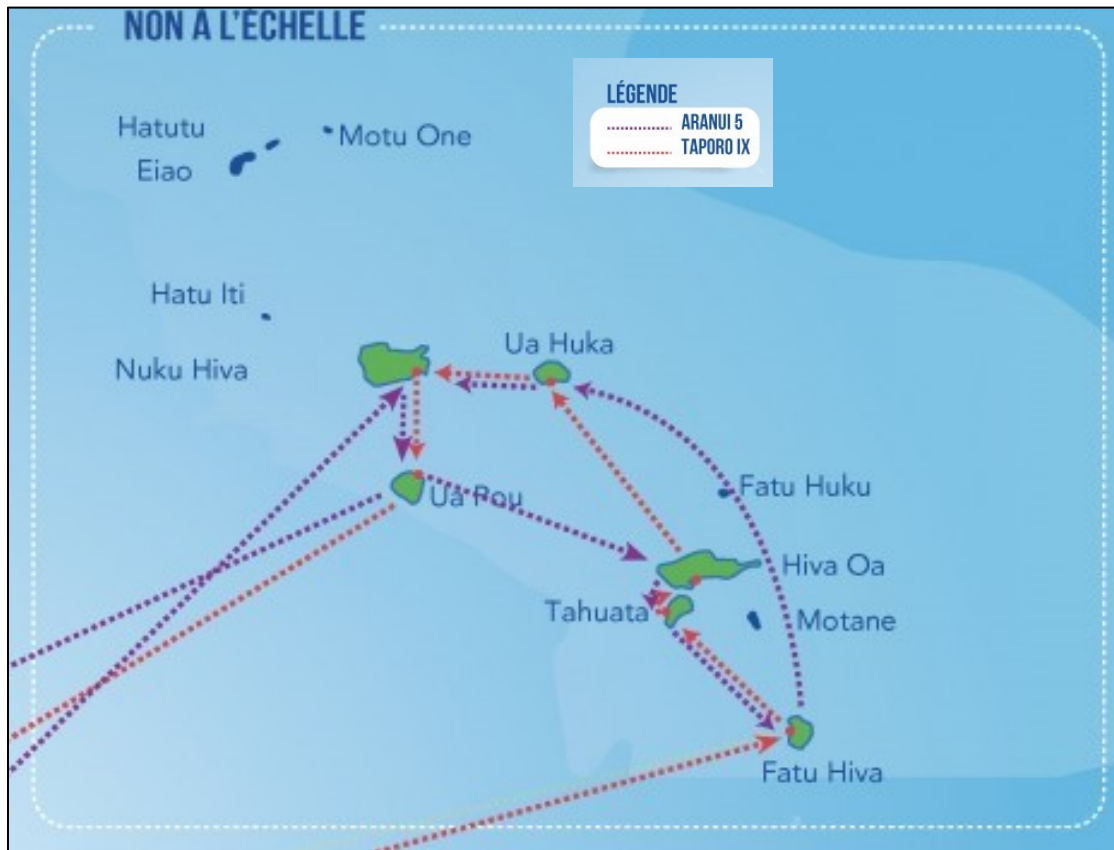 NON À L'ÉCHELLE
LÉGENDE
ARANUI 5
TAPORO IX
Hatutu
Motu One
Eiao
Hatu Iti
Ua Huka
Nuku Hiva
Ua Pou
Fatu Huku
Hiva Oa
Tahuata
Motane
Fatu Hiva